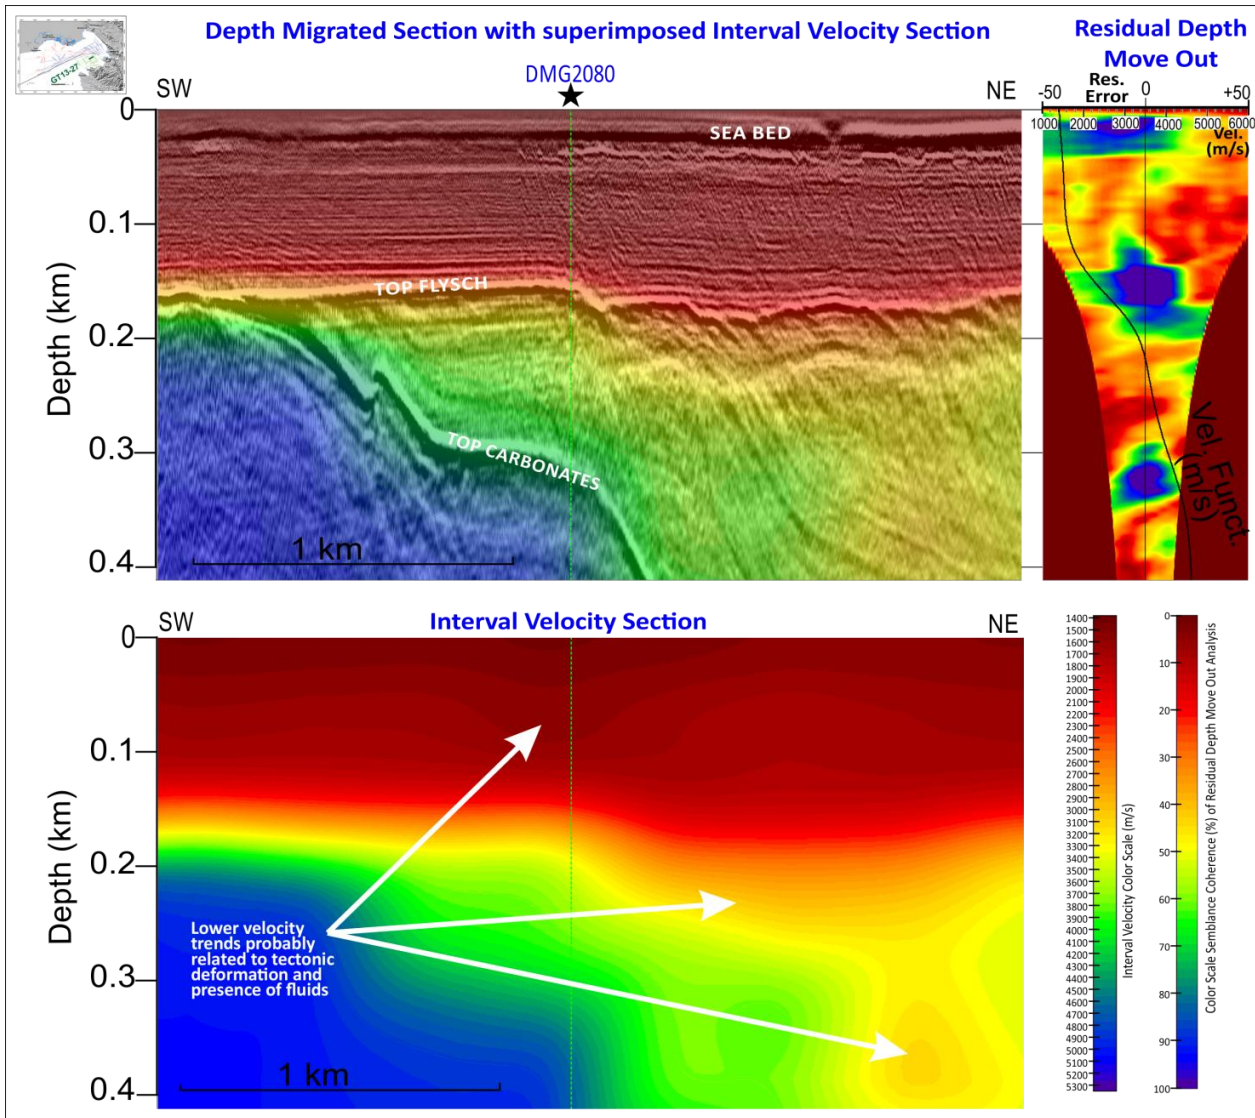 Depth Migrated Section with superimposed Interval Velocity Section
Residual Depth
Move Out
GT13-27
DMG2080
SW
NE
Res.
Error
-50
0
+50
1000
2000
3000
4000
5000
6000
Vel.
(m/s)
Depth (km)
0
0.1
0.2
0.3
0.4
SEA BED
TOP FLYSCH
TOP CARBONATES
1 km
Vel. Funct.
(m/s)
SW
Interval Velocity Section
NE
Depth (km)
0
0.1
0.2
0.3
0.4
Lower velocity
trends probably
related to tectonic
deformation and
presence of fluids
1 km
1400
1500
1600
1700
1800
1900
2000
2100
2200
2300
2400
2500
2600
2700
2800
2900
3000
3100
3200
3300
3400
3500
3600
3700
3800
3900
4000
4100
4200
4300
4400
4500
4600
4700
4800
4900
5000
5100
5200
5300
Interval Velocity Color Scale (m/s)
0
10
20
30
40
50
60
70
80
90
100
Color Scale Semblance Coherence (%) of Residual Depth Move Out Analysis